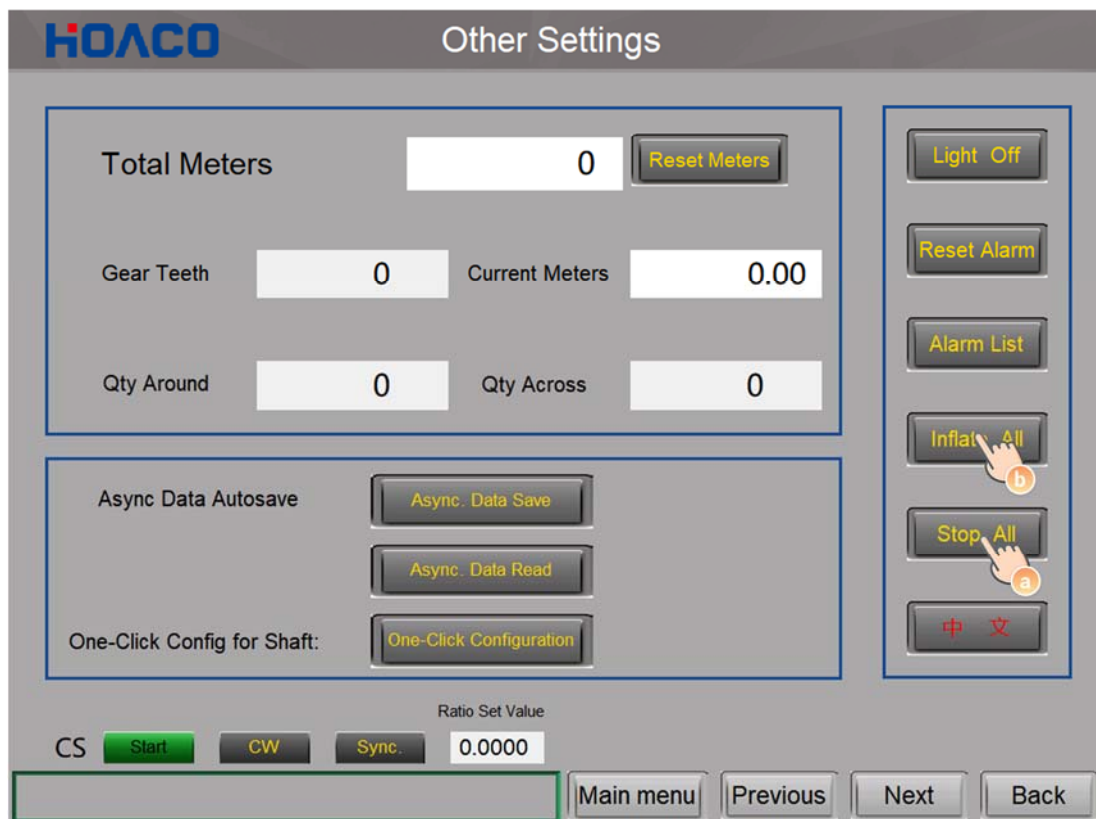 HOACO
Other Settings
Total Meters 0 Reset Meters
Gear Teeth 0 Current Meters 0.00
Qty Around 0 Qty Across 0
Async Data Autosave Async. Data Save
Async. Data Read
One-Click Config for Shaft: One-Click Configuration
Light Off
Reset Alarm
Alarm List
Inflate All
b
Stop All
a
中 文
Ratio Set Value
CS Start CW Sync. 0.0000
Main menu Previous Next Back